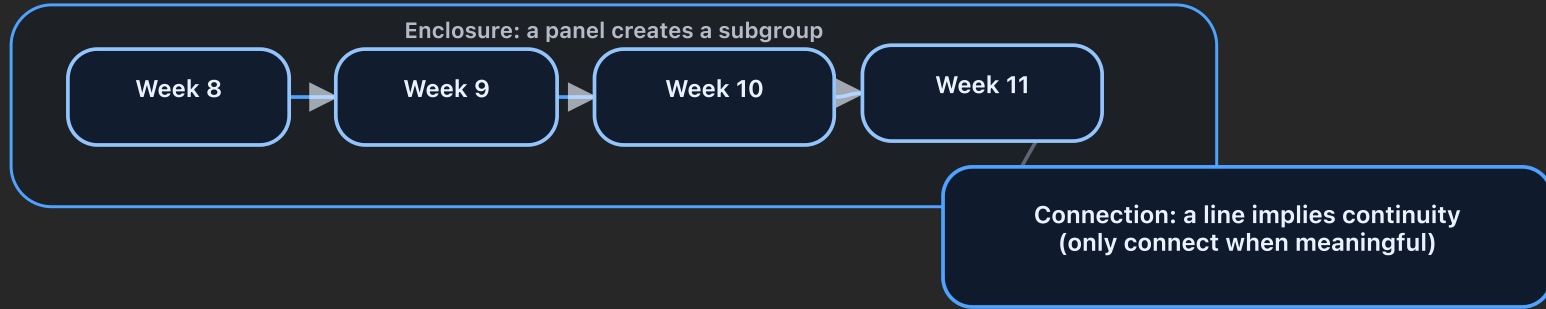 Enclosure: a panel creates a subgroup
Week 8
Week 9
Week 10
Week 11
Connection: a line implies continuity
(only connect when meaningful)